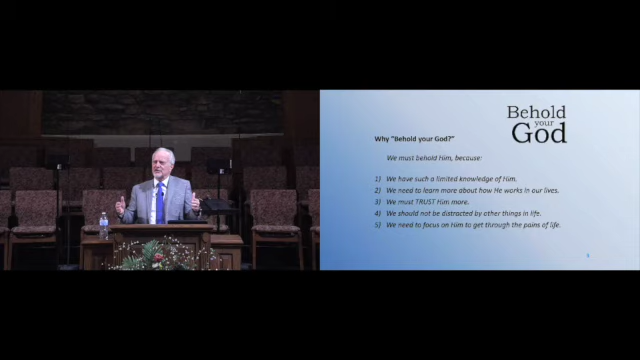 Behold
your
God
Why "Behold your God?"
We must behold Him, because:
1) We have such a limited knowledge of Him.
2) We need to learn more about how He works in our lives.
3) We must TRUST Him more.
4) We should not be distracted by other things in life.
5) We need to focus on Him to get through the pains of life.